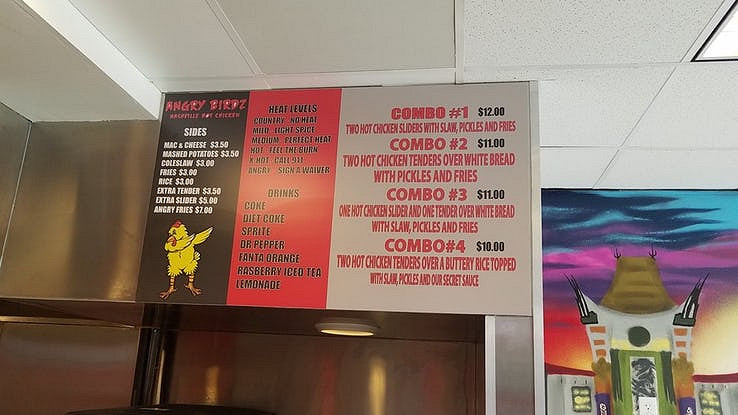 ANGRY BIRDZ
NASHVILLE HOT CHICKEN
SIDES
MAC & CHEESE $3.50
MASHED POTATOES $3.50
COLESLAW $3.00
FRIES $3.00
RICE $3.00
EXTRA TENDER $3.50
EXTRA SLIDER $5.00
ANGRY FRIES $7.00
HEAT LEVELS
COUNTRY - NO HEAT
MILD - LIGHT SPICE
MEDIUM - PERFECT HEAT
HOT - FEEL THE BURN
X-HOT - CALL 911
ANGRY - SIGN A WAIVER
DRINKS
COKE
DIET COKE
SPRITE
DR PEPPER
FANTA ORANGE
RASBERRY ICED TEA
LEMONADE
COMBO #1 $12.00
TWO HOT CHICKEN SLIDERS WITH SLAW, PICKLES AND FRIES
COMBO #2 $11.00
TWO HOT CHICKEN TENDERS OVER WHITE BREAD
WITH PICKLES AND FRIES
COMBO #3 $11.00
ONE HOT CHICKEN SLIDER AND ONE TENDER OVER WHITE BREAD
WITH SLAW, PICKLES AND FRIES
COMBO#4 $10.00
TWO HOT CHICKEN TENDERS OVER A BUTTERY RICE TOPPED
WITH SLAW, PICKLES AND OUR SECRET SAUCE